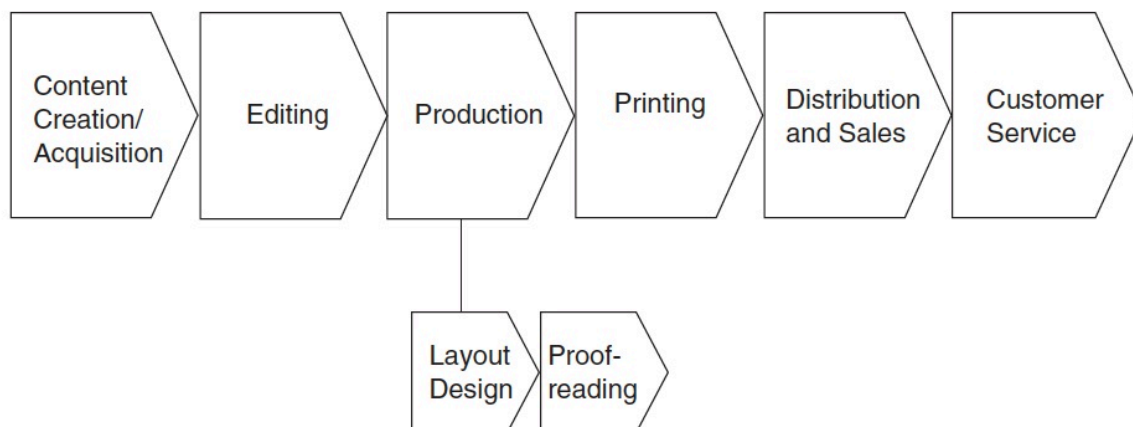 Content
Creation/
Acquisition
Editing
Production
Printing
Distribution
and Sales
Customer
Service
Layout
Design
Proof-
reading